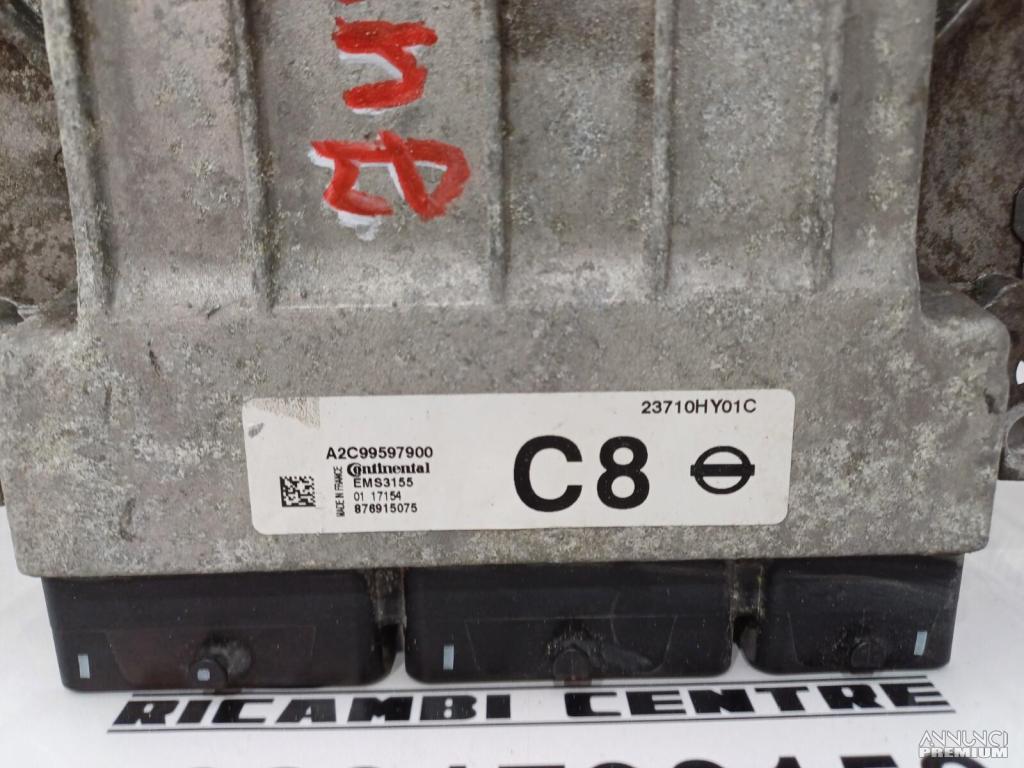 23710HY01C
A2C99597900
Continental
EMS3155
01 17154
876915075
MADE IN FRANCE
C8
RICAMBI CENTRE
ANNUNCI
PREMIUM